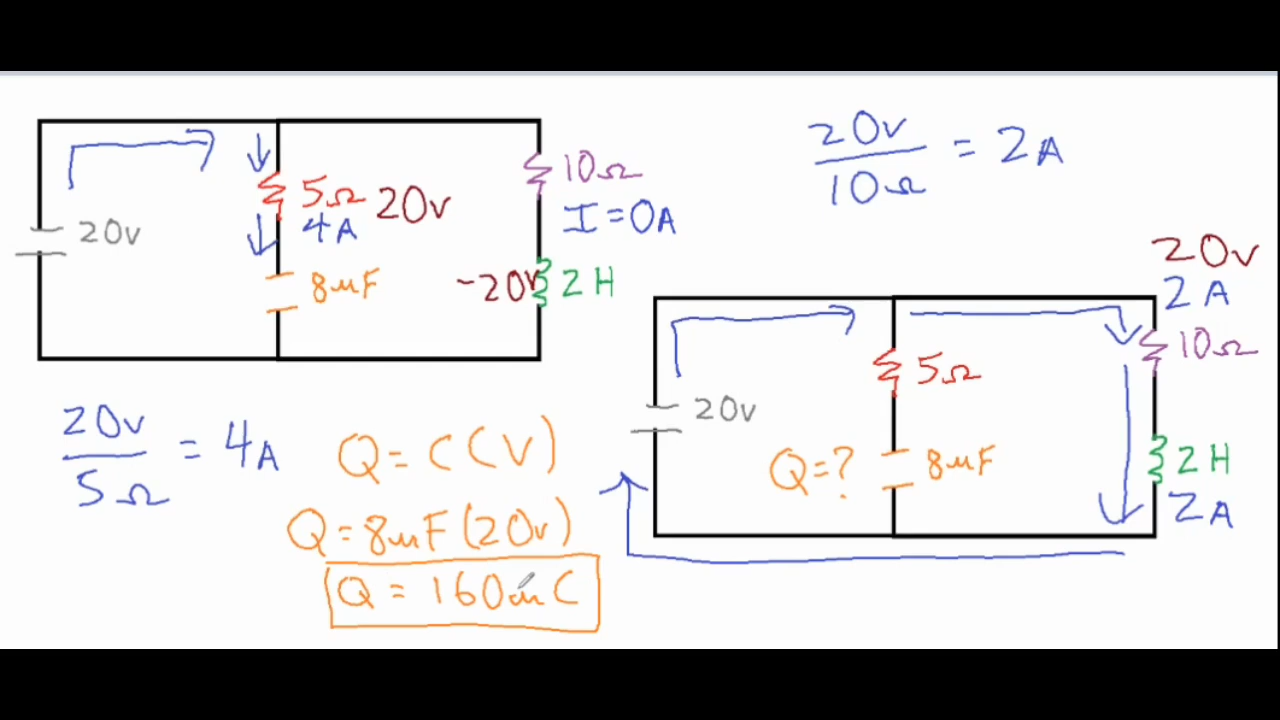 20v
5Ω
4A
20v
8μF
10Ω
I=0A
-20v
2H
20v/10Ω = 2A
20v/5Ω = 4A
Q=C(V)
Q=8μF(20v)
Q=160μC
20v
2A
10Ω
20v
5Ω
Q=?
8μF
2H
2A